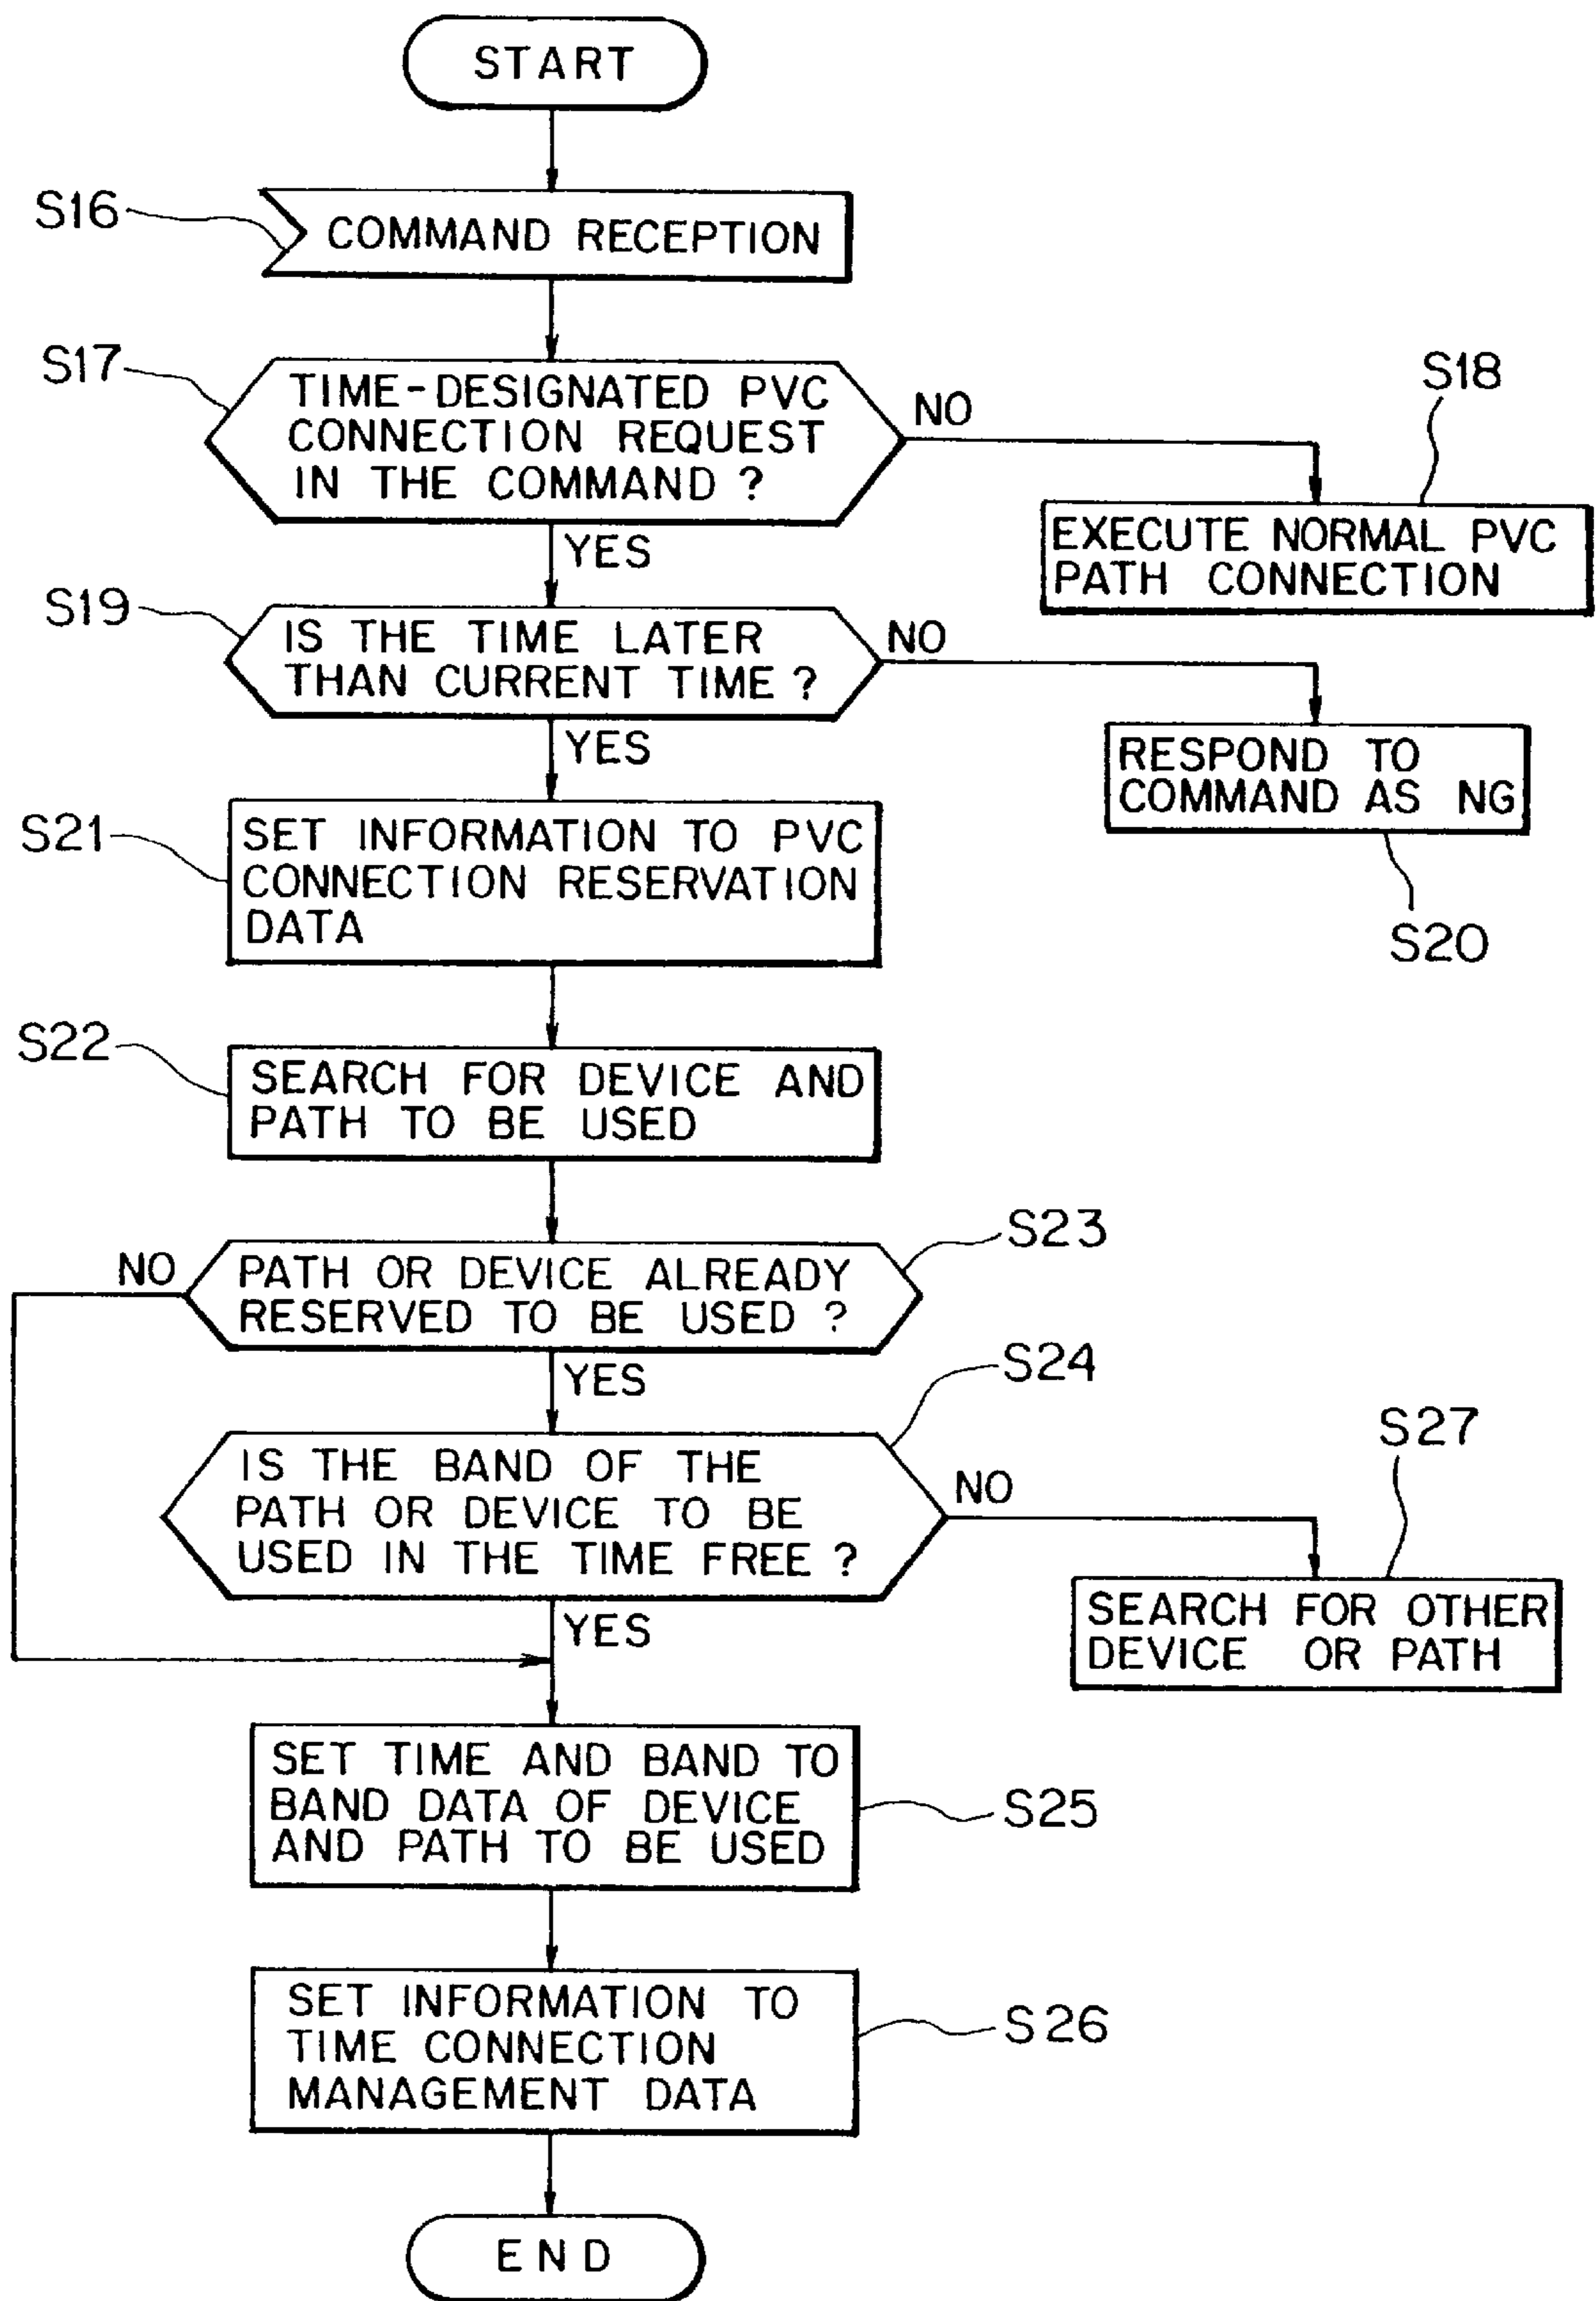 START
S16
COMMAND RECEPTION
S17
TIME-DESIGNATED PVC
CONNECTION REQUEST
IN THE COMMAND ?
NO
S18
EXECUTE NORMAL PVC
PATH CONNECTION
YES
S19
IS THE TIME LATER
THAN CURRENT TIME ?
NO
RESPOND TO
COMMAND AS NG
S20
YES
S21
SET INFORMATION TO PVC
CONNECTION RESERVATION
DATA
S22
SEARCH FOR DEVICE AND
PATH TO BE USED
S23
NO
PATH OR DEVICE ALREADY
RESERVED TO BE USED ?
YES
S24
IS THE BAND OF THE
PATH OR DEVICE TO BE
USED IN THE TIME FREE ?
NO
S27
SEARCH FOR OTHER
DEVICE OR PATH
YES
SET TIME AND BAND TO
BAND DATA OF DEVICE
AND PATH TO BE USED
S25
SET INFORMATION TO
TIME CONNECTION
MANAGEMENT DATA
S26
END